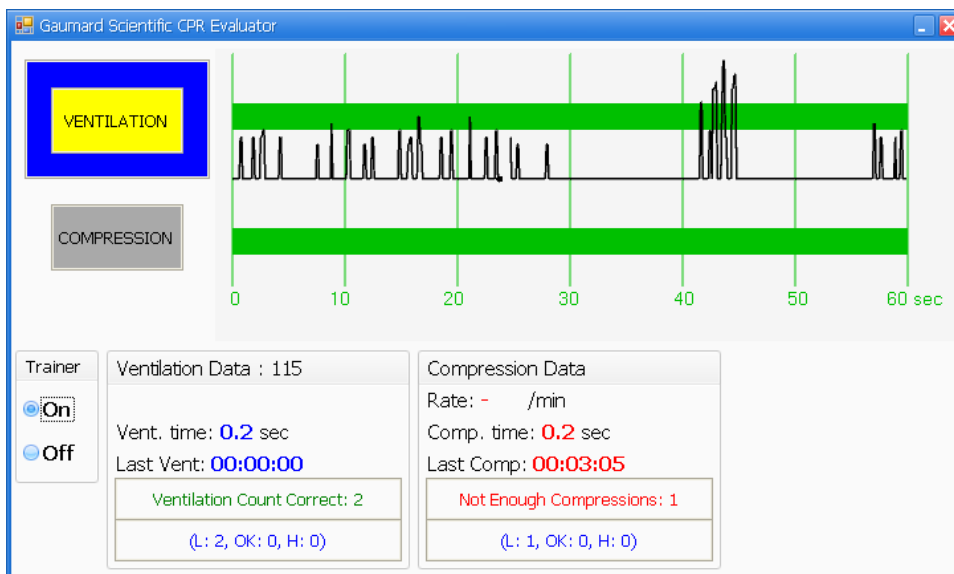 Gaumard Scientific CPR Evaluator
VENTILATION
COMPRESSION
0 10 20 30 40 50 60 sec
Trainer
On
Off
Ventilation Data : 115
Vent. time: 0.2 sec
Last Vent: 00:00:00
Ventilation Count Correct: 2
(L: 2, OK: 0, H: 0)
Compression Data
Rate: - /min
Comp. time: 0.2 sec
Last Comp: 00:03:05
Not Enough Compressions: 1
(L: 1, OK: 0, H: 0)